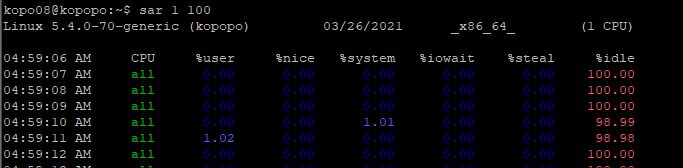 kopo08@kopopo:~$ sar 1 100
Linux 5.4.0-70-generic (kopopo) 03/26/2021 _x86_64_ (1 CPU)
04:59:06 AM CPU %user %nice %system %iowait %steal %idle
04:59:07 AM all 0.00 0.00 0.00 0.00 0.00 100.00
04:59:08 AM all 0.00 0.00 0.00 0.00 0.00 100.00
04:59:09 AM all 0.00 0.00 0.00 0.00 0.00 100.00
04:59:10 AM all 0.00 0.00 1.01 0.00 0.00 98.99
04:59:11 AM all 1.02 0.00 0.00 0.00 0.00 98.98
04:59:12 AM all 0.00 0.00 0.00 0.00 0.00 100.00